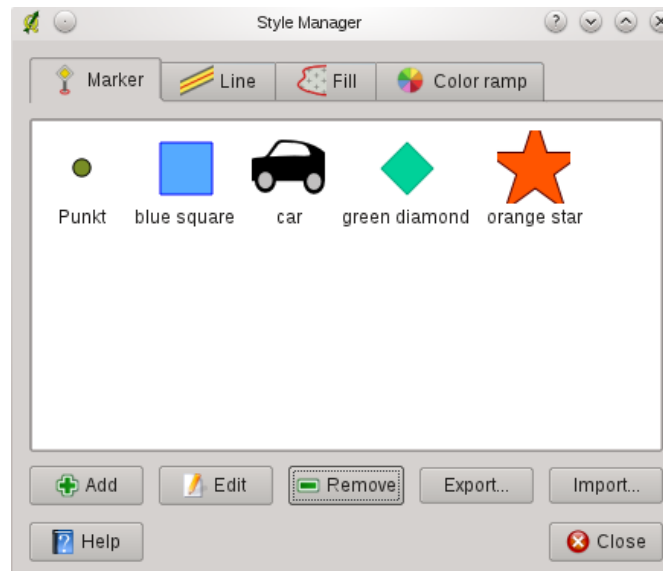 Style Manager
Marker Line Fill Color ramp
Punkt blue square car green diamond orange star
Add Edit Remove Export... Import...
Help Close